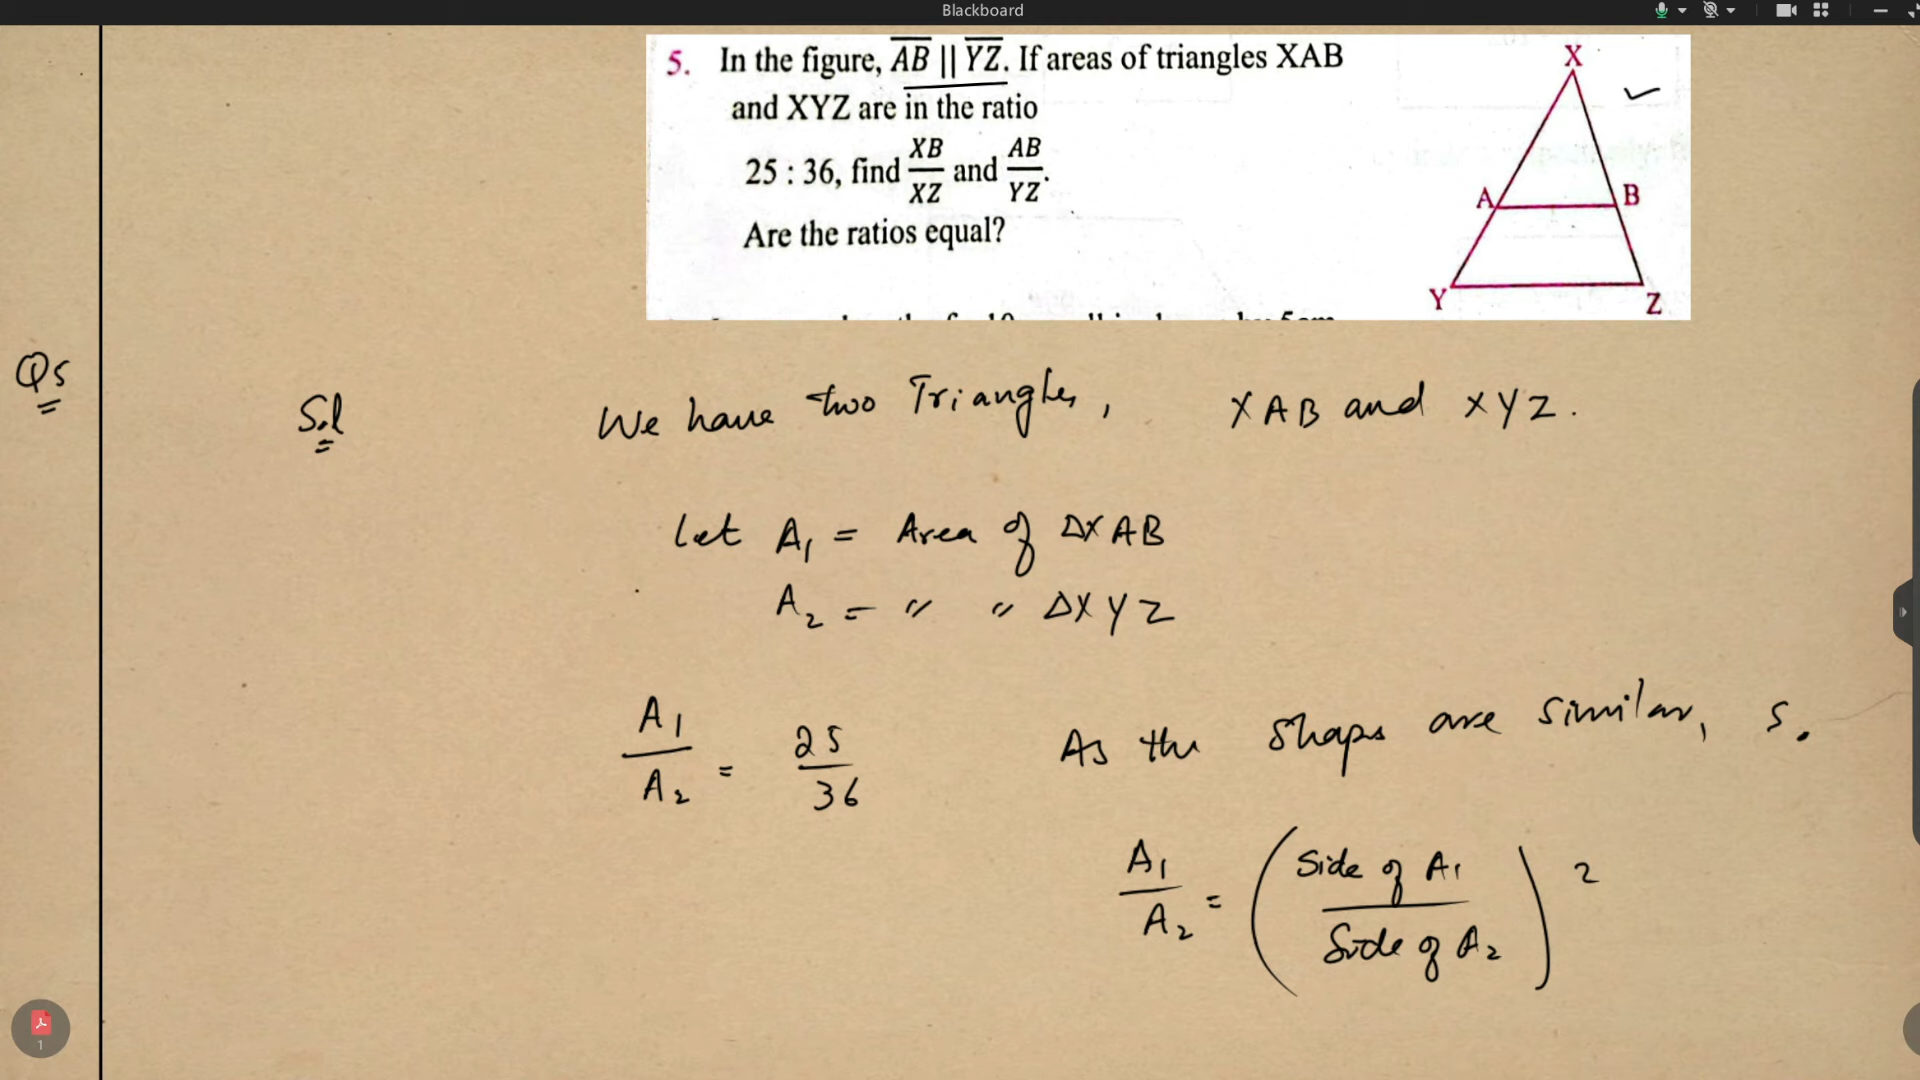 Blackboard
5. In the figure, AB || YZ. If areas of triangles XAB
and XYZ are in the ratio
25 : 36, find XB/XZ and AB/YZ.
Are the ratios equal?
X
A
B
Y
Z
Q5
Sol
We have two Triangles, XAB and XYZ.
Let A1 = Area of ΔXAB
A2 = " " ΔXYZ
A1/A2 = 25/36
As the shapes are similar, so
A1/A2 = (Side of A1/Side of A2)²
1